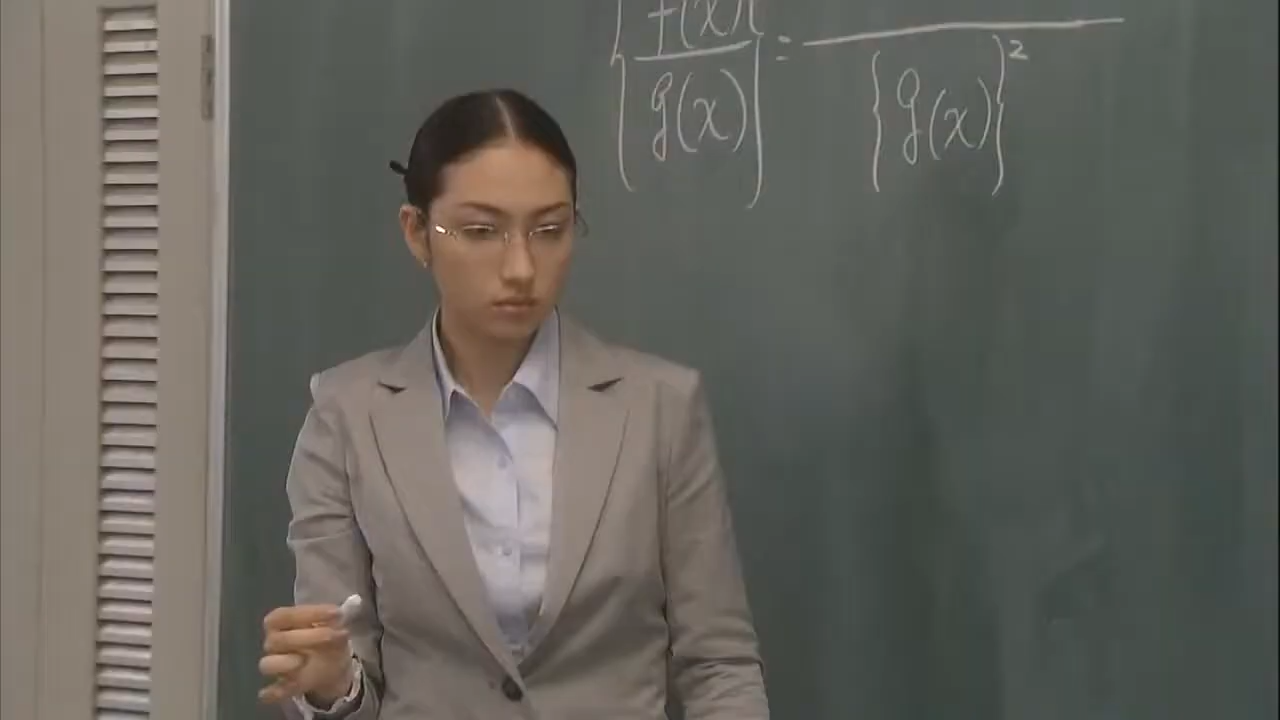 {f(x) / g(x)} = ――― / {g(x)}²